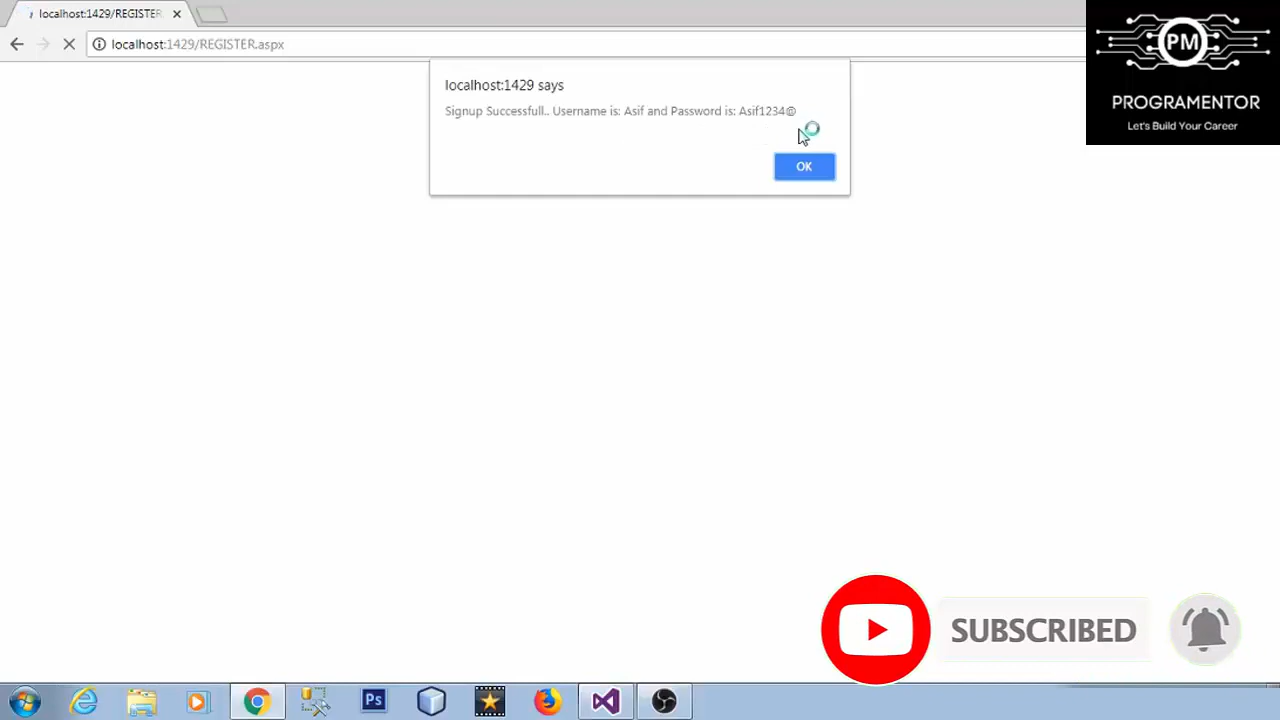 localhost:1429/REGISTER
localhost:1429/REGISTER.aspx
localhost:1429 says
Signup Successfull.. Username is: Asif and Password is: Asif1234@
OK
PM
PROGRAMENTOR
Let's Build Your Career
SUBSCRIBED
Ps